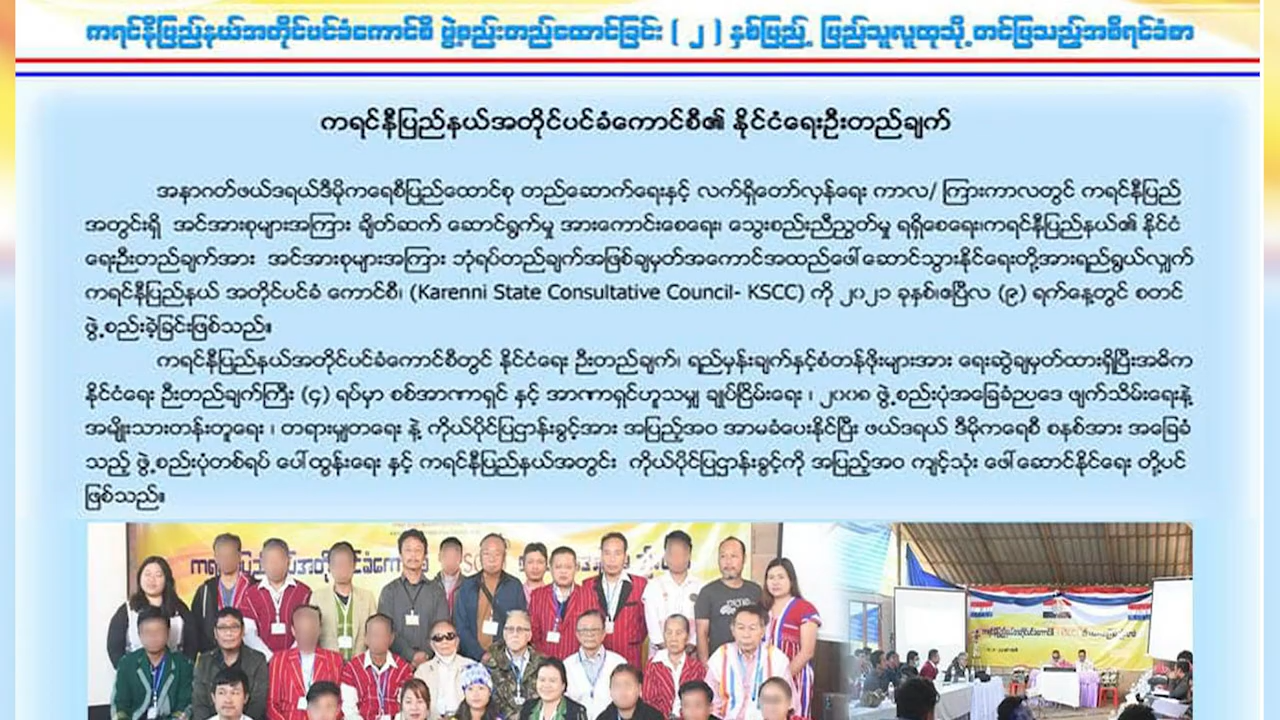 ကရင်နီပြည်နယ်အတိုင်ပင်ခံကောင်စီ ဖွဲ့စည်းတည်ထောင်ခြင်း ( ၂ ) နှစ်ပြည့် ပြည်သူလူထုသို့ တင်ပြသည့်အစီရင်ခံစာ
ကရင်နီပြည်နယ်အတိုင်ပင်ခံကောင်စီ၏ နိုင်ငံရေးဦးတည်ချက်
အနာဂတ်ဖယ်ဒရယ်ဒီမိုကရေစီပြည်ထောင်စု တည်ဆောက်ရေးနှင့် လက်ရှိတော်လှန်ရေး ကာလ/ ကြားကာလတွင် ကရင်နီပြည်
အတွင်းရှိ အင်အားစုများအကြား ချိတ်ဆက် ဆောင်ရွက်မှု အားကောင်းစေရေး၊ သွေးစည်းညီညွတ်မှု ရရှိစေရေး၊ကရင်နီပြည်နယ်၏ နိုင်ငံ
ရေးဦးတည်ချက်အား အင်အားစုများအကြား ဘုံရပ်တည်ချက်အဖြစ်ချမှတ်အကောင်အထည်ဖေါ် ဆောင်သွားနိုင်ရေးတို့အားရည်ရွယ်လျှက်
ကရင်နီပြည်နယ် အတိုင်ပင်ခံ ကောင်စီ၊ (Karenni State Consultative Council- KSCC) ကို ၂၀၂၁ ခုနှစ်၊ဧပြီလ (၉) ရက်နေ့တွင် စတင်
ဖွဲ့စည်းခဲ့ခြင်းဖြစ်သည်။
ကရင်နီပြည်နယ်အတိုင်ပင်ခံကောင်စီတွင် နိုင်ငံရေး ဦးတည်ချက်၊ ရည်မှန်းချက်နှင့်စံတန်ဖိုးများအား ရေးဆွဲချမှတ်ထားရှိပြီးအဓိက
နိုင်ငံရေး ဦးတည်ချက်ကြီး (၄) ရပ်မှာ စစ်အာဏာရှင် နှင့် အာဏာရှင်ဟူသမျှ ချုပ်ငြိမ်းရေး ၊ ၂၀၀၈ ဖွဲ့စည်းပုံအခြေခံဥပဒေ ဖျက်သိမ်းရေးနဲ့
အမျိုးသားတန်းတူရေး ၊ တရားမျှတရေး နဲ့ ကိုယ်ပိုင်ပြဌာန်းခွင့်အား အပြည့်အဝ အာမခံပေးနိုင်ပြီး ဖယ်ဒရယ် ဒီမိုကရေစီ စနစ်အား အခြေခံ
သည့် ဖွဲ့စည်းပုံတစ်ရပ် ပေါ်ထွန်းရေး နှင့် ကရင်နီပြည်နယ်အတွင်း ကိုယ်ပိုင်ပြဌာန်းခွင့်ကို အပြည့်အဝ ကျင့်သုံး ဖေါ်ဆောင်နိုင်ရေး တို့ပင်
ဖြစ်သည်။